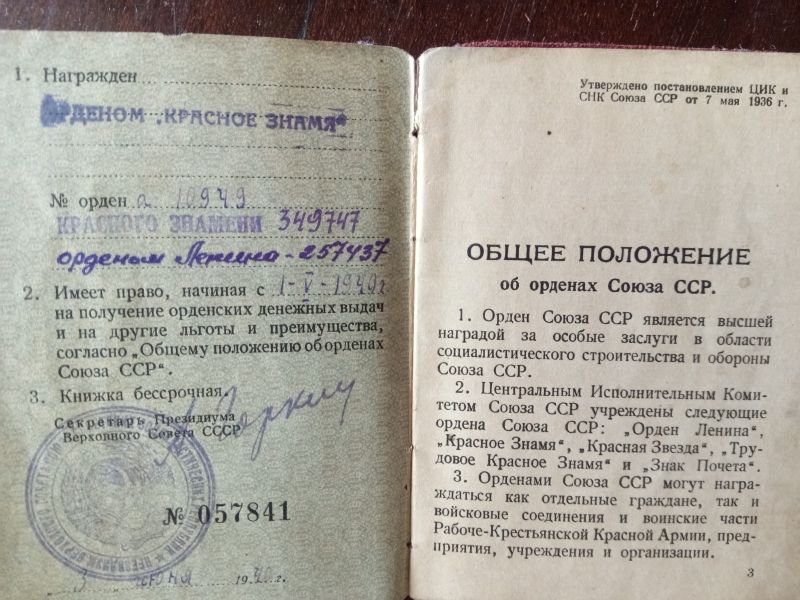 1. Награжден
ОРДЕНОМ „КРАСНОЕ ЗНАМЯ“
№ орден а 10949
КРАСНОГО ЗНАМЕНИ 349747
орденом Ленина - 257437
2. Имеет право, начиная с 1-V-1940г
на получение орденских денежных выдач
и на другие льготы и преимущества,
согласно „Общему положению об орденах
Союза ССР“.
3. Книжка бессрочная.
Секретарь Президиума
Верховного Совета СССР
№ 057841
3 июня 1940 г.
Утверждено постановлением ЦИК и
СНК Союза ССР от 7 мая 1936 г.
ОБЩЕЕ ПОЛОЖЕНИЕ
об орденах Союза ССР.
1. Орден Союза ССР является высшей
наградой за особые заслуги в области
социалистического строительства и обороны
Союза ССР.
2. Центральным Исполнительным Коми-
тетом Союза ССР учреждены следующие
ордена Союза ССР: „Орден Ленина“,
„Красное Знамя“, „Красная Звезда“, „Тру-
довое Красное Знамя“ и „Знак Почета“.
3. Орденами Союза ССР могут награ-
ждаться как отдельные граждане, так и
войсковые соединения и воинские части
Рабоче-Крестьянской Красной Армии, пред-
приятия, учреждения и организации.
3